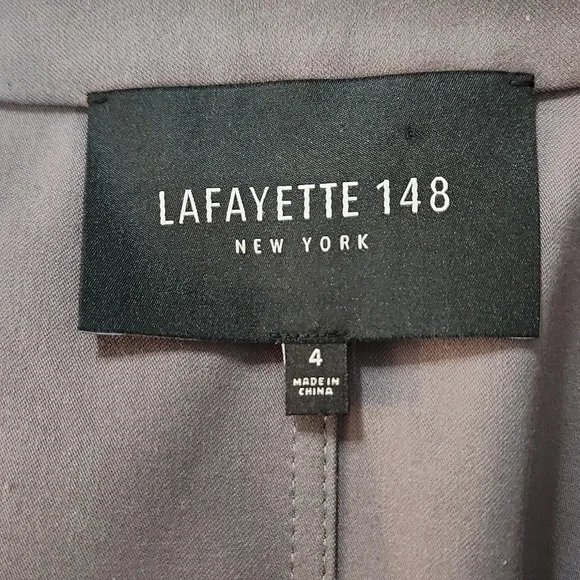 LAFAYETTE 148
NEW YORK
4
MADE IN
CHINA